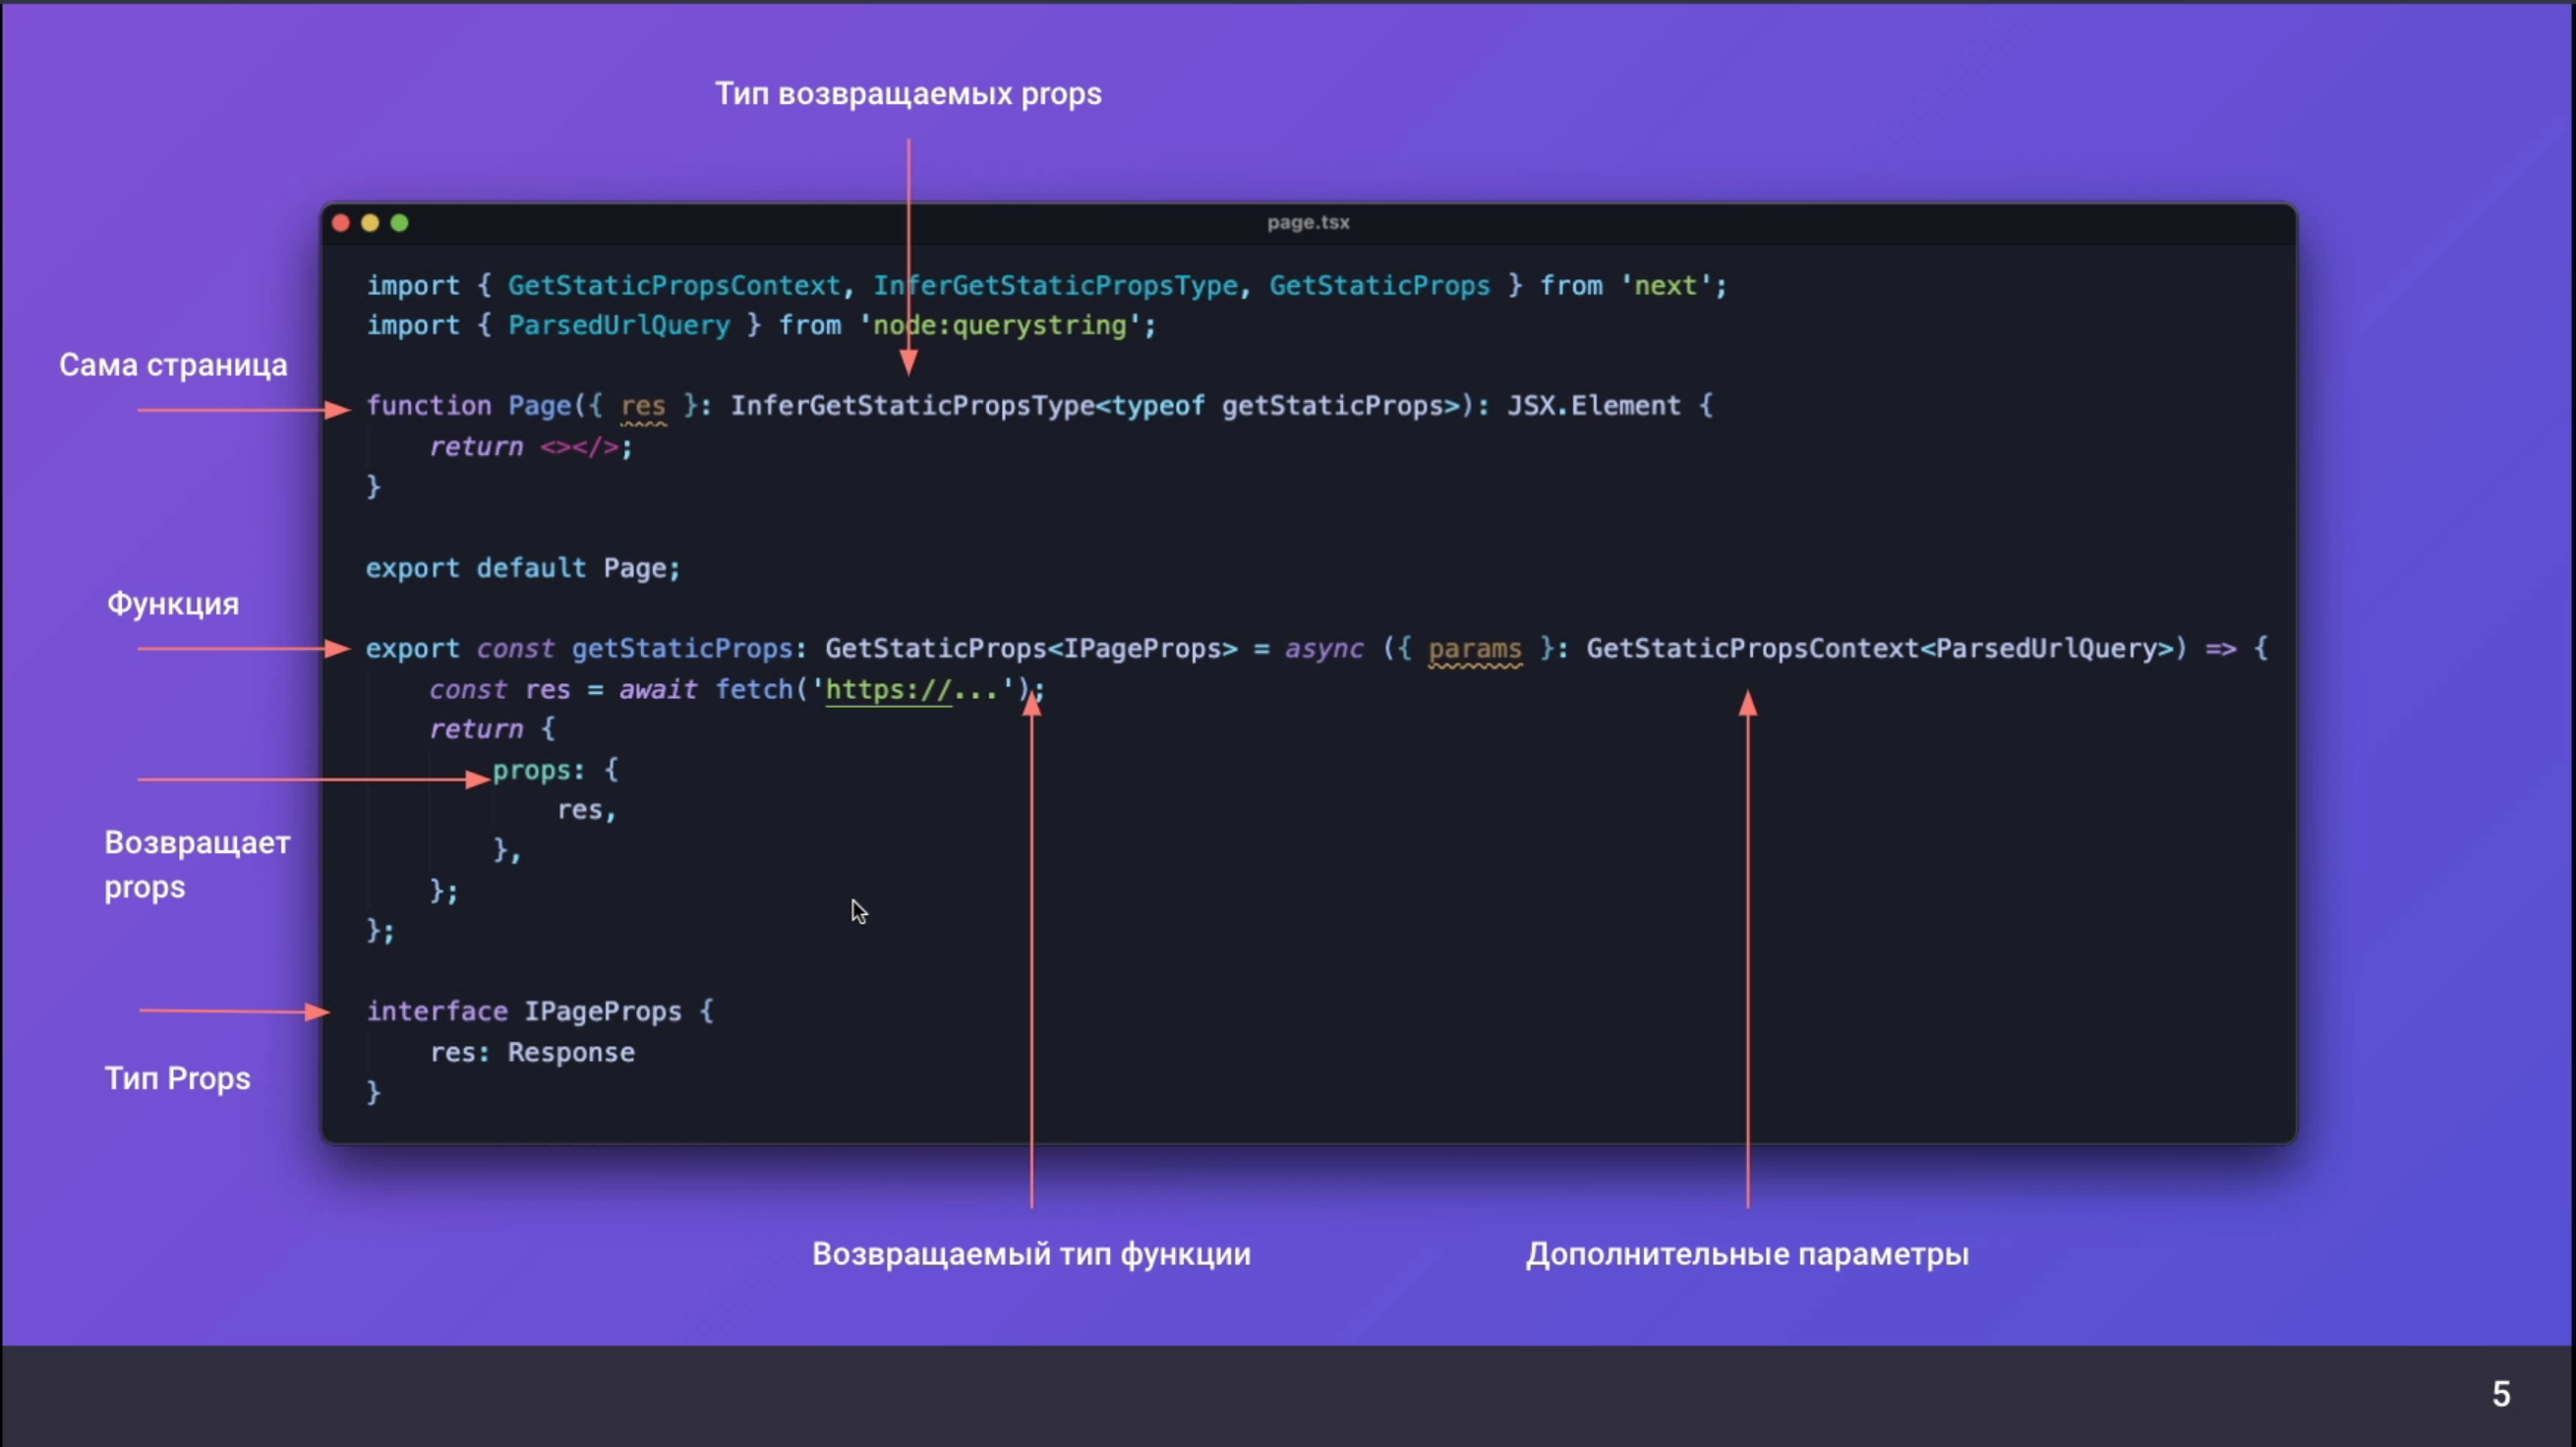 Тип возвращаемых props
page.tsx
import { GetStaticPropsContext, InferGetStaticPropsType, GetStaticProps } from 'next';
import { ParsedUrlQuery } from 'node:querystring';
Сама страница
function Page({ res }: InferGetStaticPropsType<typeof getStaticProps>): JSX.Element {
    return <></>;
}
export default Page;
Функция
export const getStaticProps: GetStaticProps<IPageProps> = async ({ params }: GetStaticPropsContext<ParsedUrlQuery>) => {
    const res = await fetch('https://...');
    return {
        props: {
            res,
        },
    };
};
Возвращает
props
interface IPageProps {
    res: Response
}
Тип Props
Возвращаемый тип функции
Дополнительные параметры
5